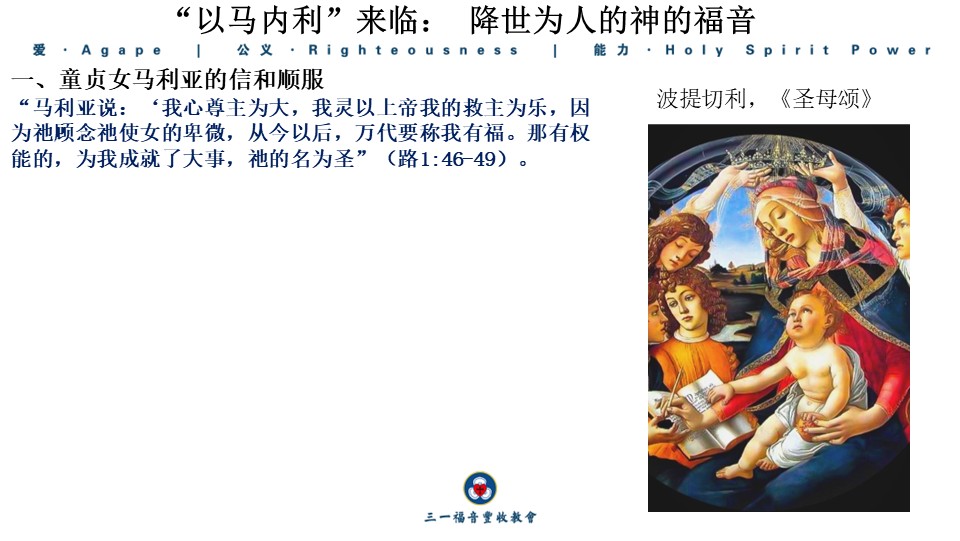 “以马内利”来临： 降世为人的神的福音
爱 · Agape | 公义 · Righteousness | 能力 · Holy Spirit Power
一、童贞女马利亚的信和顺服
“马利亚说：‘我心尊主为大，我灵以上帝我的救主为乐，因
为祂顾念祂使女的卑微，从今以后，万代要称我有福。那有权
能的，为我成就了大事，祂的名为圣”（路1:46-49）。
波提切利，《圣母颂》
三一福音豐收教會